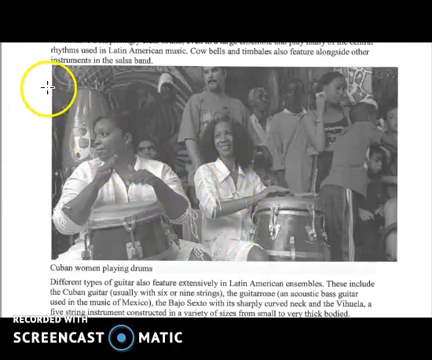 rhythms used in Latin American music. Cow bells and timbales also feature alongside other
instruments in the salsa band.
Cuban women playing drums
Different types of guitar also feature extensively in Latin American ensembles. These include
the Cuban guitar (usually with six or nine strings), the guitarrone (an acoustic bass guitar
used in the music of Mexico), the Bajo Sexto with its sharply curved neck and the Vihuela, a
five string instrument constructed in a variety of sizes from small to very thick bodied.
RECORDED WITH
SCREENCAST MATIC